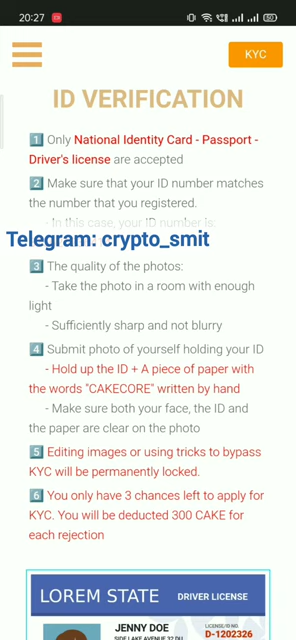 20:27
50
KYC
ID VERIFICATION
1 Only National Identity Card - Passport -
Driver's license are accepted
2 Make sure that your ID number matches
the number that you registered.
- In this case, your ID number is:
Telegram: crypto_smit
3 The quality of the photos:
- Take the photo in a room with enough
light
- Sufficiently sharp and not blurry
4 Submit photo of yourself holding your ID
- Hold up the ID + A piece of paper with
the words "CAKECORE" written by hand
- Make sure both your face, the ID and
the paper are clear on the photo
5 Editing images or using tricks to bypass
KYC will be permanently locked.
6 You only have 3 chances left to apply for
KYC. You will be deducted 300 CAKE for
each rejection
LOREM STATE DRIVER LICENSE
JENNY DOE
LICENSE/ID NO.
D-1202326
SIDE LAKE AVENUE 32 DU